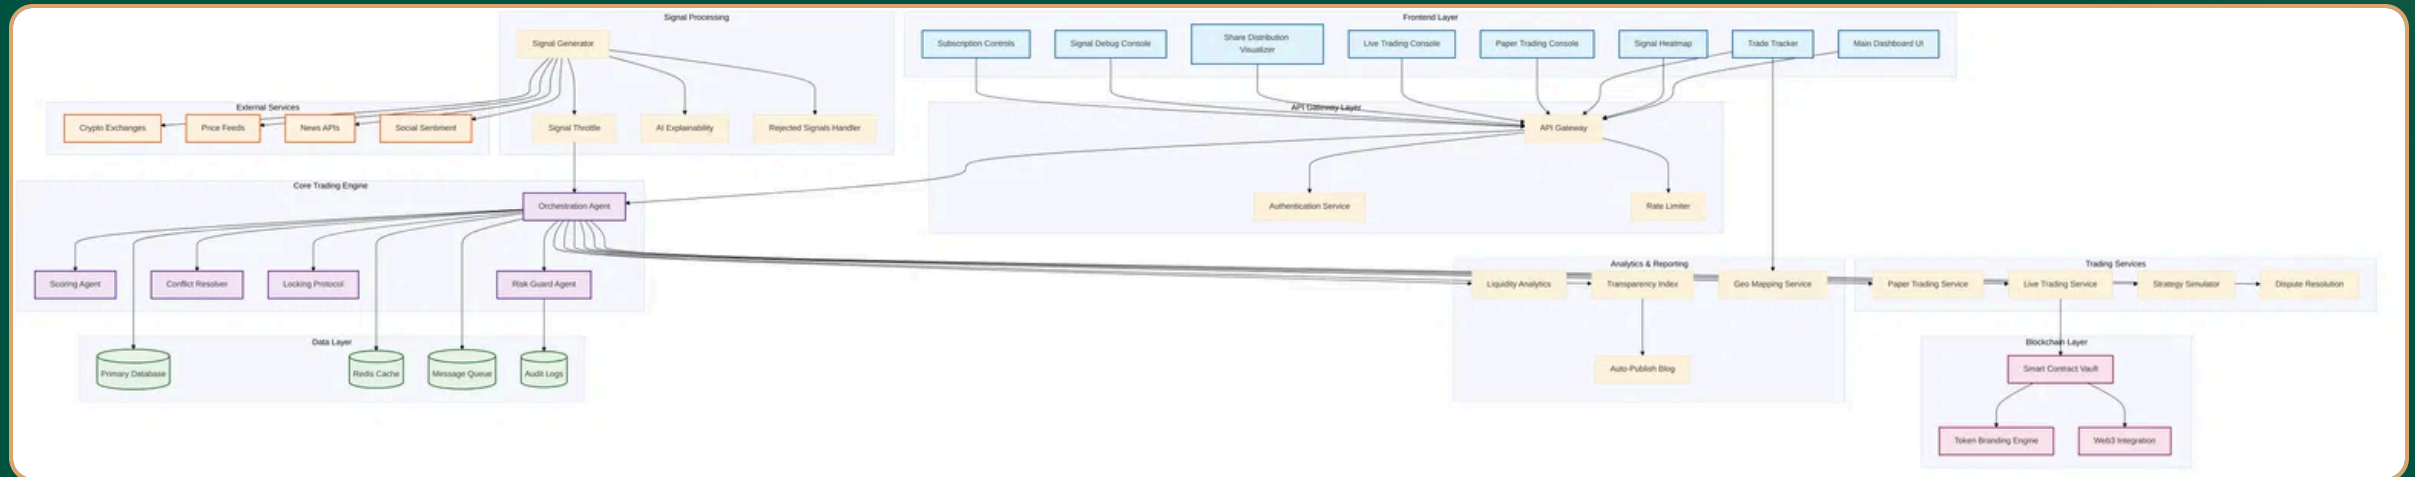 Signal Processing
Signal Generator
Signal Throttle
AI Explainability
Rejected Signals Handler
Frontend Layer
Subscription Controls
Signal Debug Console
Share Distribution
Visualizer
Live Trading Console
Paper Trading Console
Signal Heatmap
Trade Tracker
Main Dashboard UI
External Services
Crypto Exchanges
Price Feeds
News APIs
Social Sentiment
API Gateway Layer
API Gateway
Authentication Service
Rate Limiter
Core Trading Engine
Orchestration Agent
Scoring Agent
Conflict Resolver
Locking Protocol
Risk Guard Agent
Analytics & Reporting
Liquidity Analytics
Transparency Index
Geo Mapping Service
Auto-Publish Blog
Trading Services
Paper Trading Service
Live Trading Service
Strategy Simulator
Dispute Resolution
Data Layer
Primary Database
Redis Cache
Message Queue
Audit Logs
Blockchain Layer
Smart Contract Vault
Token Branding Engine
Web3 Integration